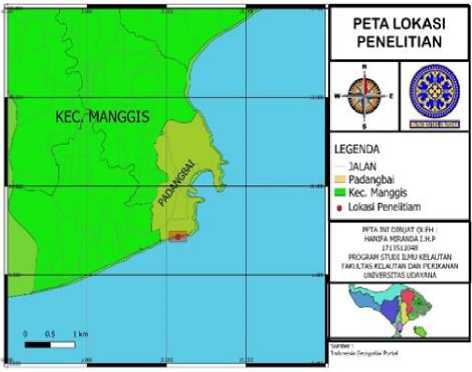 PETA LOKASI
PENELITIAN
KEC. MANGGIS
PADANGBAI
W
E
S
UNIVERSITAS UDAYANA
LEGENDA
JALAN
Padangbai
Kec. Manggis
Lokasi Penelitiam
PETA INI DIBUAT OLEH :
HANIFA MIRANDA I.H.P
1713511048
PROGRAM STUDI ILMU KELAUTAN
FAKULTAS KELAUTAN DAN PERIKANAN
UNIVERSITAS UDAYANA
0 0.5 1 km
Sumber :
Indonesia Geospatial Portal